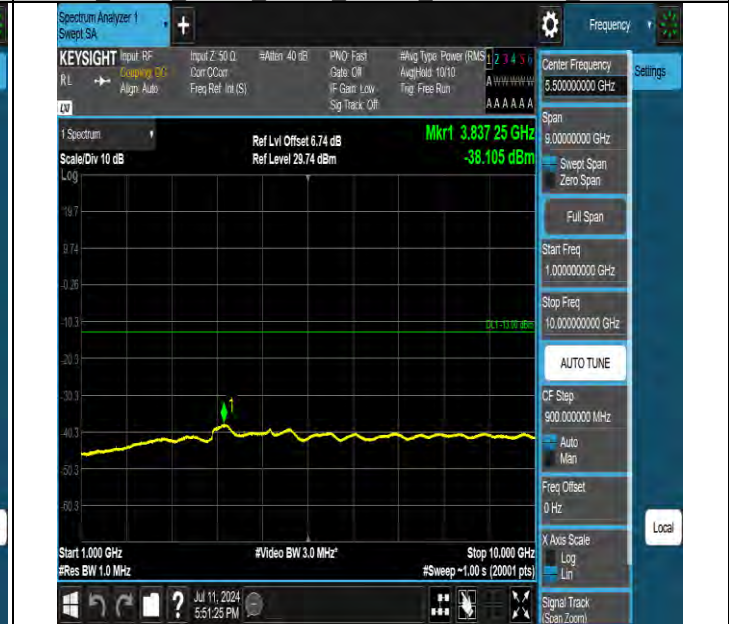 Spectrum Analyzer 1
Swept SA
Frequency
Settings
KEYSIGHT
RL
LXI
Input: RF
Coupling: DC
Align: Auto
Input Z: 50 Ω
Corr CCorr
Freq Ref: Int (S)
#Atten: 40 dB
PNO: Fast
Gate: Off
IF Gain: Low
Sig Track: Off
#Avg Type: Power (RMS
Avg|Hold: 10/10
Trig: Free Run
1 2 3 4 5 6
A W W W W W
A A A A A A
1 Spectrum
Scale/Div 10 dB
Log
Ref Lvl Offset 6.74 dB
Ref Level 29.74 dBm
Mkr1 3.837 25 GHz
-38.105 dBm
19.7
9.74
-0.26
-10.3
-20.3
-30.3
-40.3
-50.3
-60.3
DL1 -13.00 dBm
1
Start 1.000 GHz
#Res BW 1.0 MHz
#Video BW 3.0 MHz*
Stop 10.000 GHz
#Sweep ~1.00 s (20001 pts)
Jul 11, 2024
5:51:25 PM
Center Frequency
5.500000000 GHz
Span
9.00000000 GHz
Swept Span
Zero Span
Full Span
Start Freq
1.000000000 GHz
Stop Freq
10.000000000 GHz
AUTO TUNE
CF Step
900.000000 MHz
Auto
Man
Freq Offset
0 Hz
X Axis Scale
Log
Lin
Signal Track
(Span Zoom)
Local